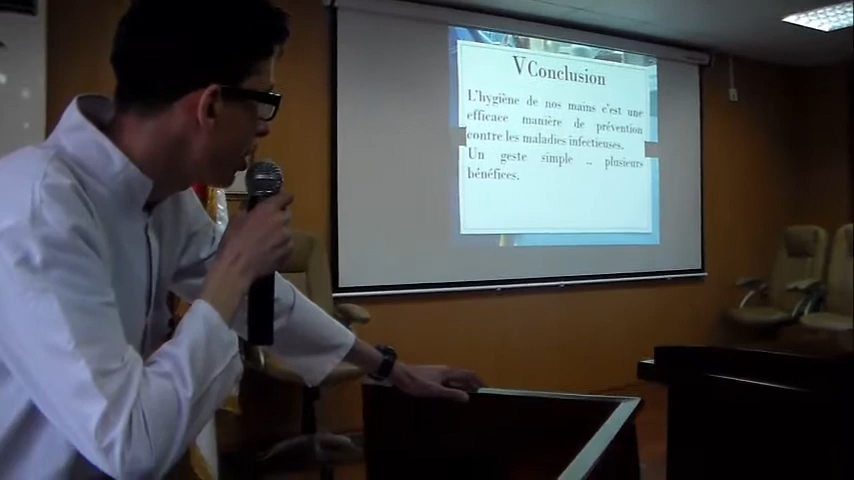 V Conclusion
L'hygiène de nos mains c'est une
efficace manière de prévention
contre les maladies infectieuses.
Un geste simple .. plusieurs
bénéfices.